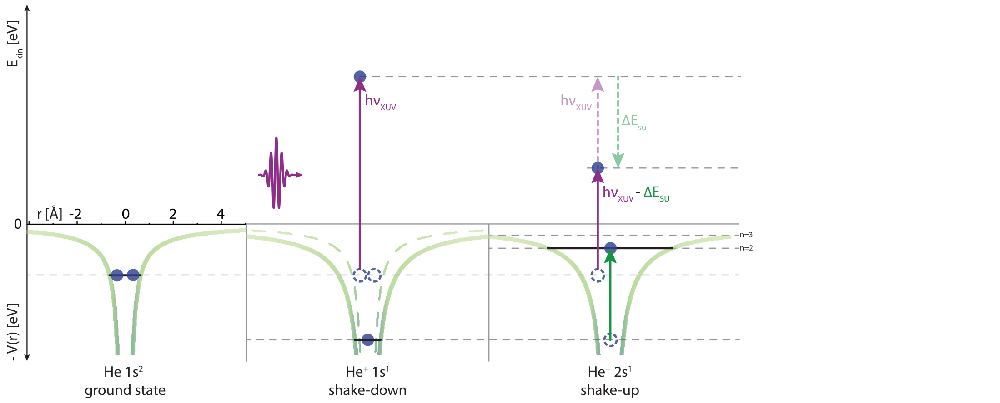 E_kin [eV]
hν_XUV
hν_XUV
ΔE_su
hν_XUV - ΔE_SU
r [Å] -2 0 2 4
0
n=3
n=2
- V(r) [eV]
He 1s²
ground state
He⁺ 1s¹
shake-down
He⁺ 2s¹
shake-up